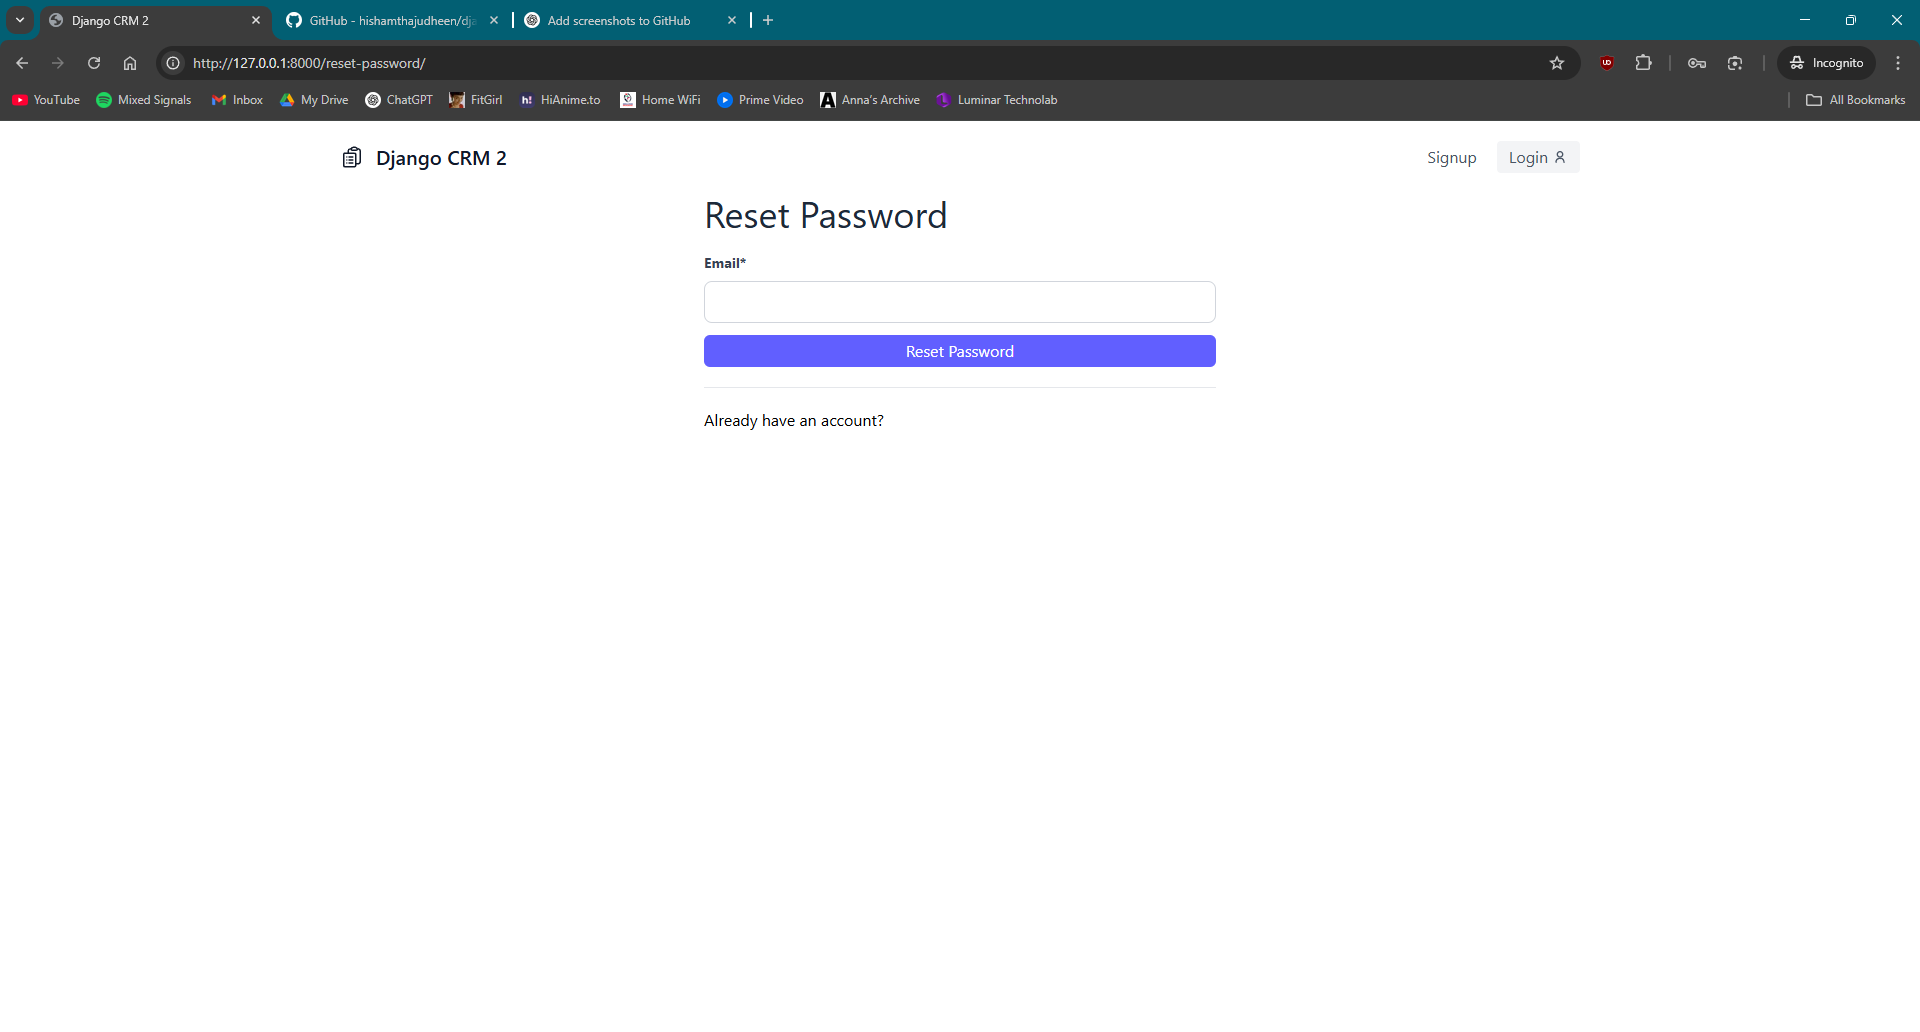 Django CRM 2
GitHub - hishamthajudheen/dja
Add screenshots to GitHub
http://127.0.0.1:8000/reset-password/
Incognito
YouTube
Mixed Signals
Inbox
My Drive
ChatGPT
FitGirl
h!
HiAnime.to
Home WiFi
Prime Video
A
Anna's Archive
Luminar Technolab
All Bookmarks
Django CRM 2
Signup
Login
Reset Password
Email*
Reset Password
Already have an account?